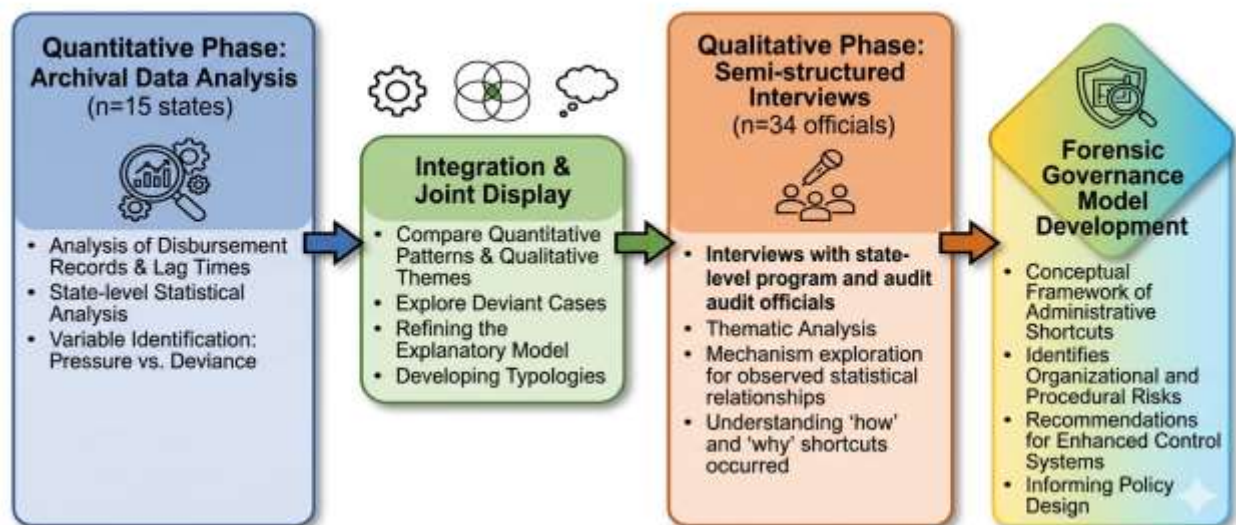 Quantitative Phase:
Archival Data Analysis
(n=15 states)
• Analysis of Disbursement
Records & Lag Times
• State-level Statistical
Analysis
• Variable Identification:
Pressure vs. Deviance
Integration &
Joint Display
• Compare Quantitative
Patterns & Qualitative
Themes
• Explore Deviant Cases
• Refining the
Explanatory Model
• Developing Typologies
Qualitative Phase:
Semi-structured
Interviews
(n=34 officials)
• Interviews with state-
level program and audit
audit officials
• Thematic Analysis
• Mechanism exploration
for observed statistical
relationships
• Understanding ‘how’
and ‘why’ shortcuts
occurred
Forensic
Governance
Model
Development
• Conceptual
Framework of
Administrative
Shortcuts
• Identifies
Organizational and
Procedural Risks
• Recommendations
for Enhanced Control
Systems
• Informing Policy
Design